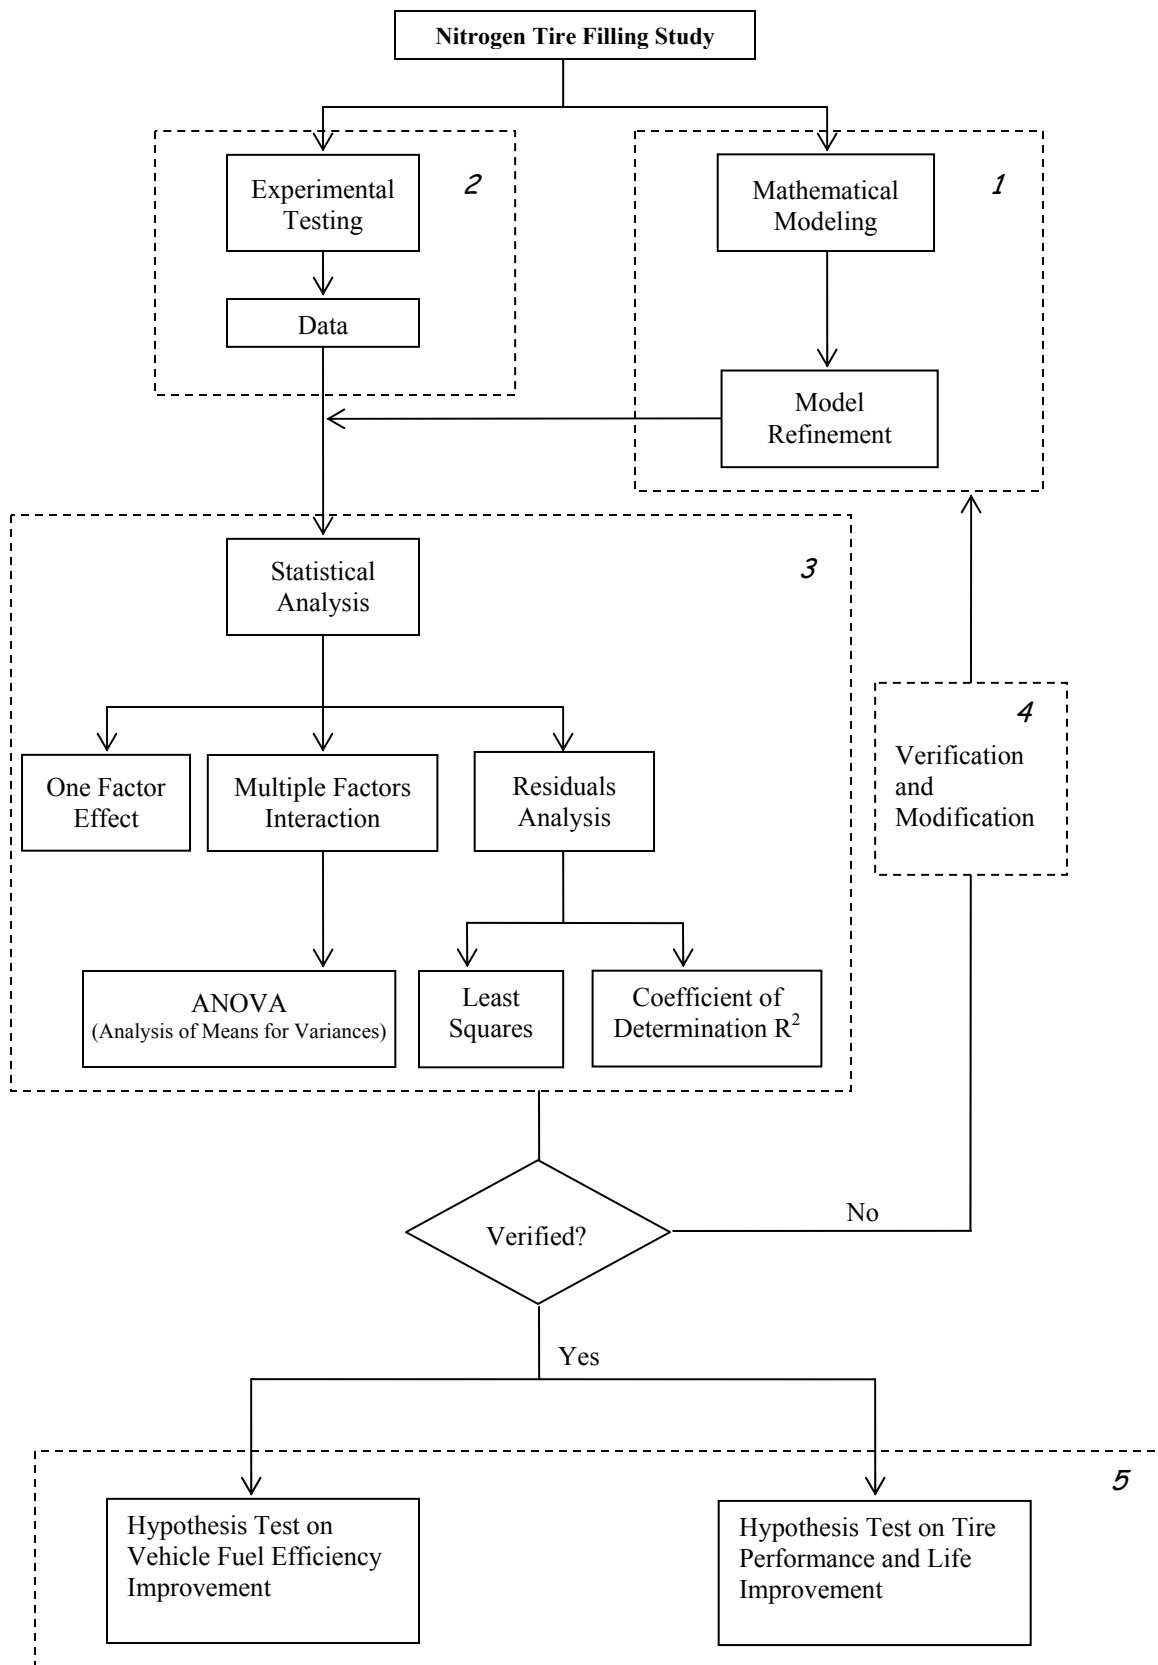 Nitrogen Tire Filling Study
2
Experimental
Testing
Data
1
Mathematical
Modeling
Model
Refinement
3
Statistical
Analysis
One Factor
Effect
Multiple Factors
Interaction
Residuals
Analysis
ANOVA
(Analysis of Means for Variances)
Least
Squares
Coefficient of
Determination R²
4
Verification
and
Modification
Verified?
No
Yes
5
Hypothesis Test on
Vehicle Fuel Efficiency
Improvement
Hypothesis Test on Tire
Performance and Life
Improvement